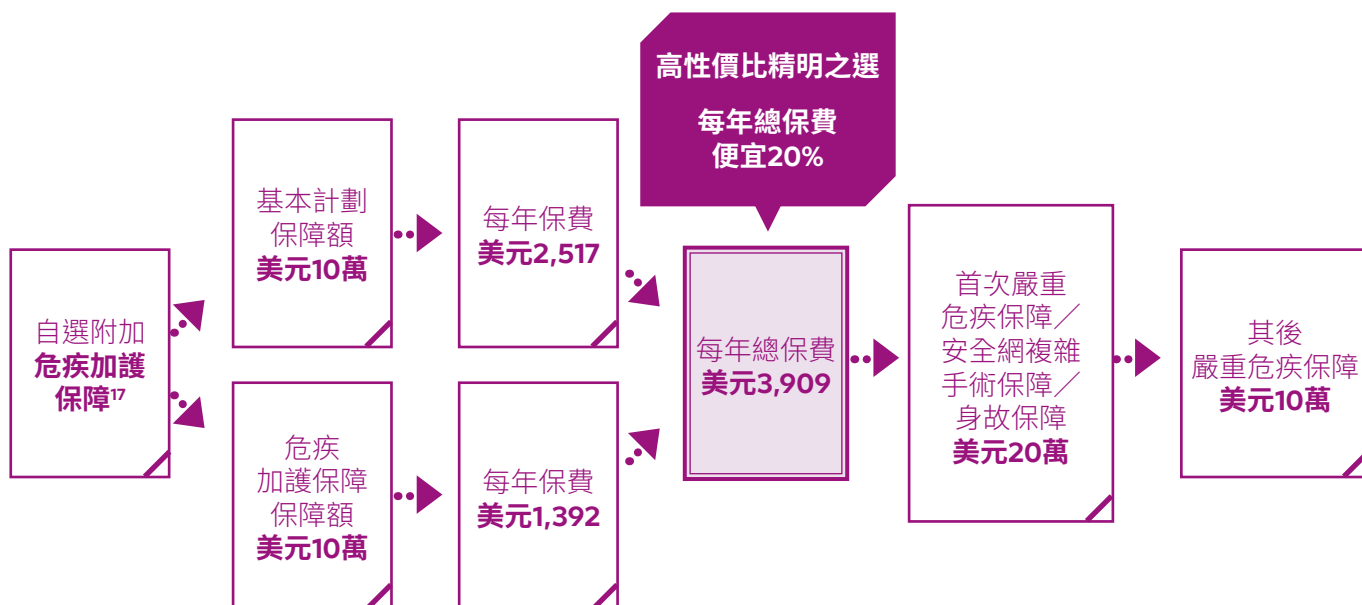 高性價比精明之選
每年總保費
便宜20%
自選附加
危疾加護
保障17
基本計劃
保障額
美元10萬
每年保費
美元2,517
危疾
加護保障
保障額
美元10萬
每年保費
美元1,392
每年總保費
美元3,909
首次嚴重
危疾保障／
安全網複雜
手術保障／
身故保障
美元20萬
其後
嚴重危疾保障
美元10萬